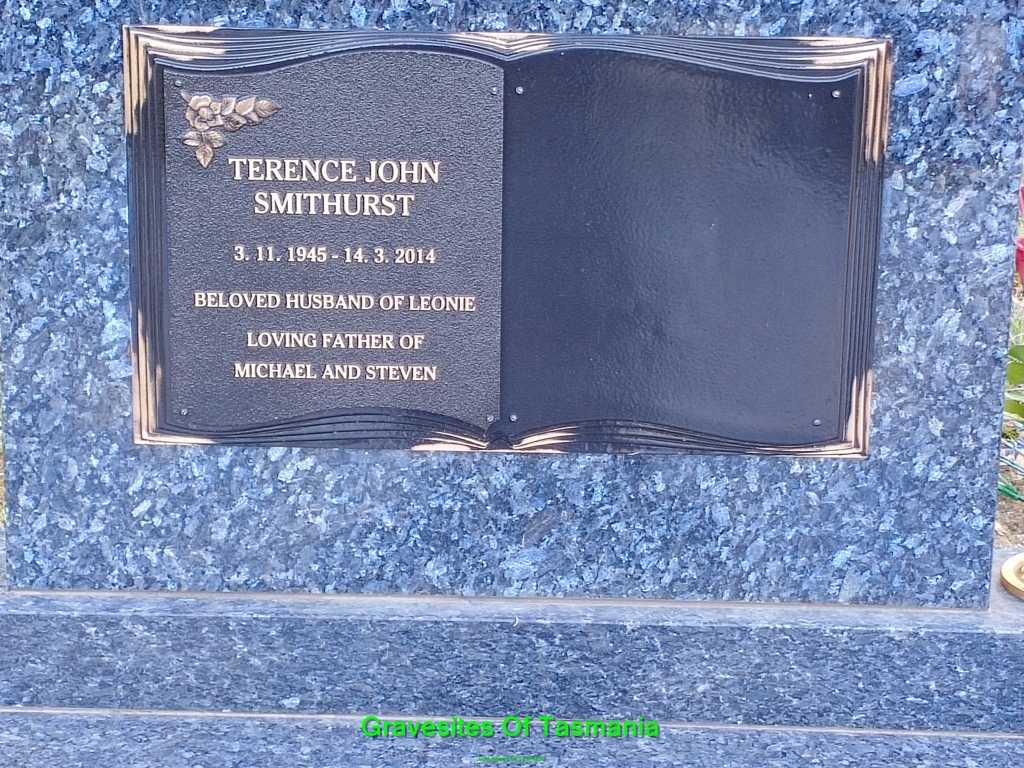 TERENCE JOHN
SMITHURST
3. 11. 1945 - 14. 3. 2014
BELOVED HUSBAND OF LEONIE
LOVING FATHER OF
MICHAEL AND STEVEN
Gravesites Of Tasmania